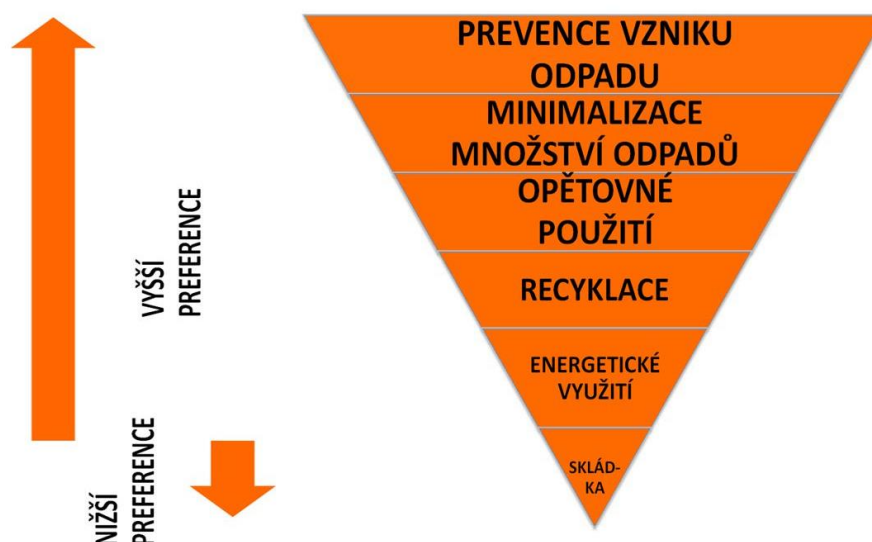 PREVENCE VZNIKU
ODPADU
MINIMALIZACE
MNOŽSTVÍ ODPADŮ
OPĚTOVNÉ
POUŽITÍ
RECYKLACE
ENERGETICKÉ
VYUŽITÍ
SKLÁD-
KA
VYŠŠÍ
PREFERENCE
NIŽŠÍ
PREFERENCE